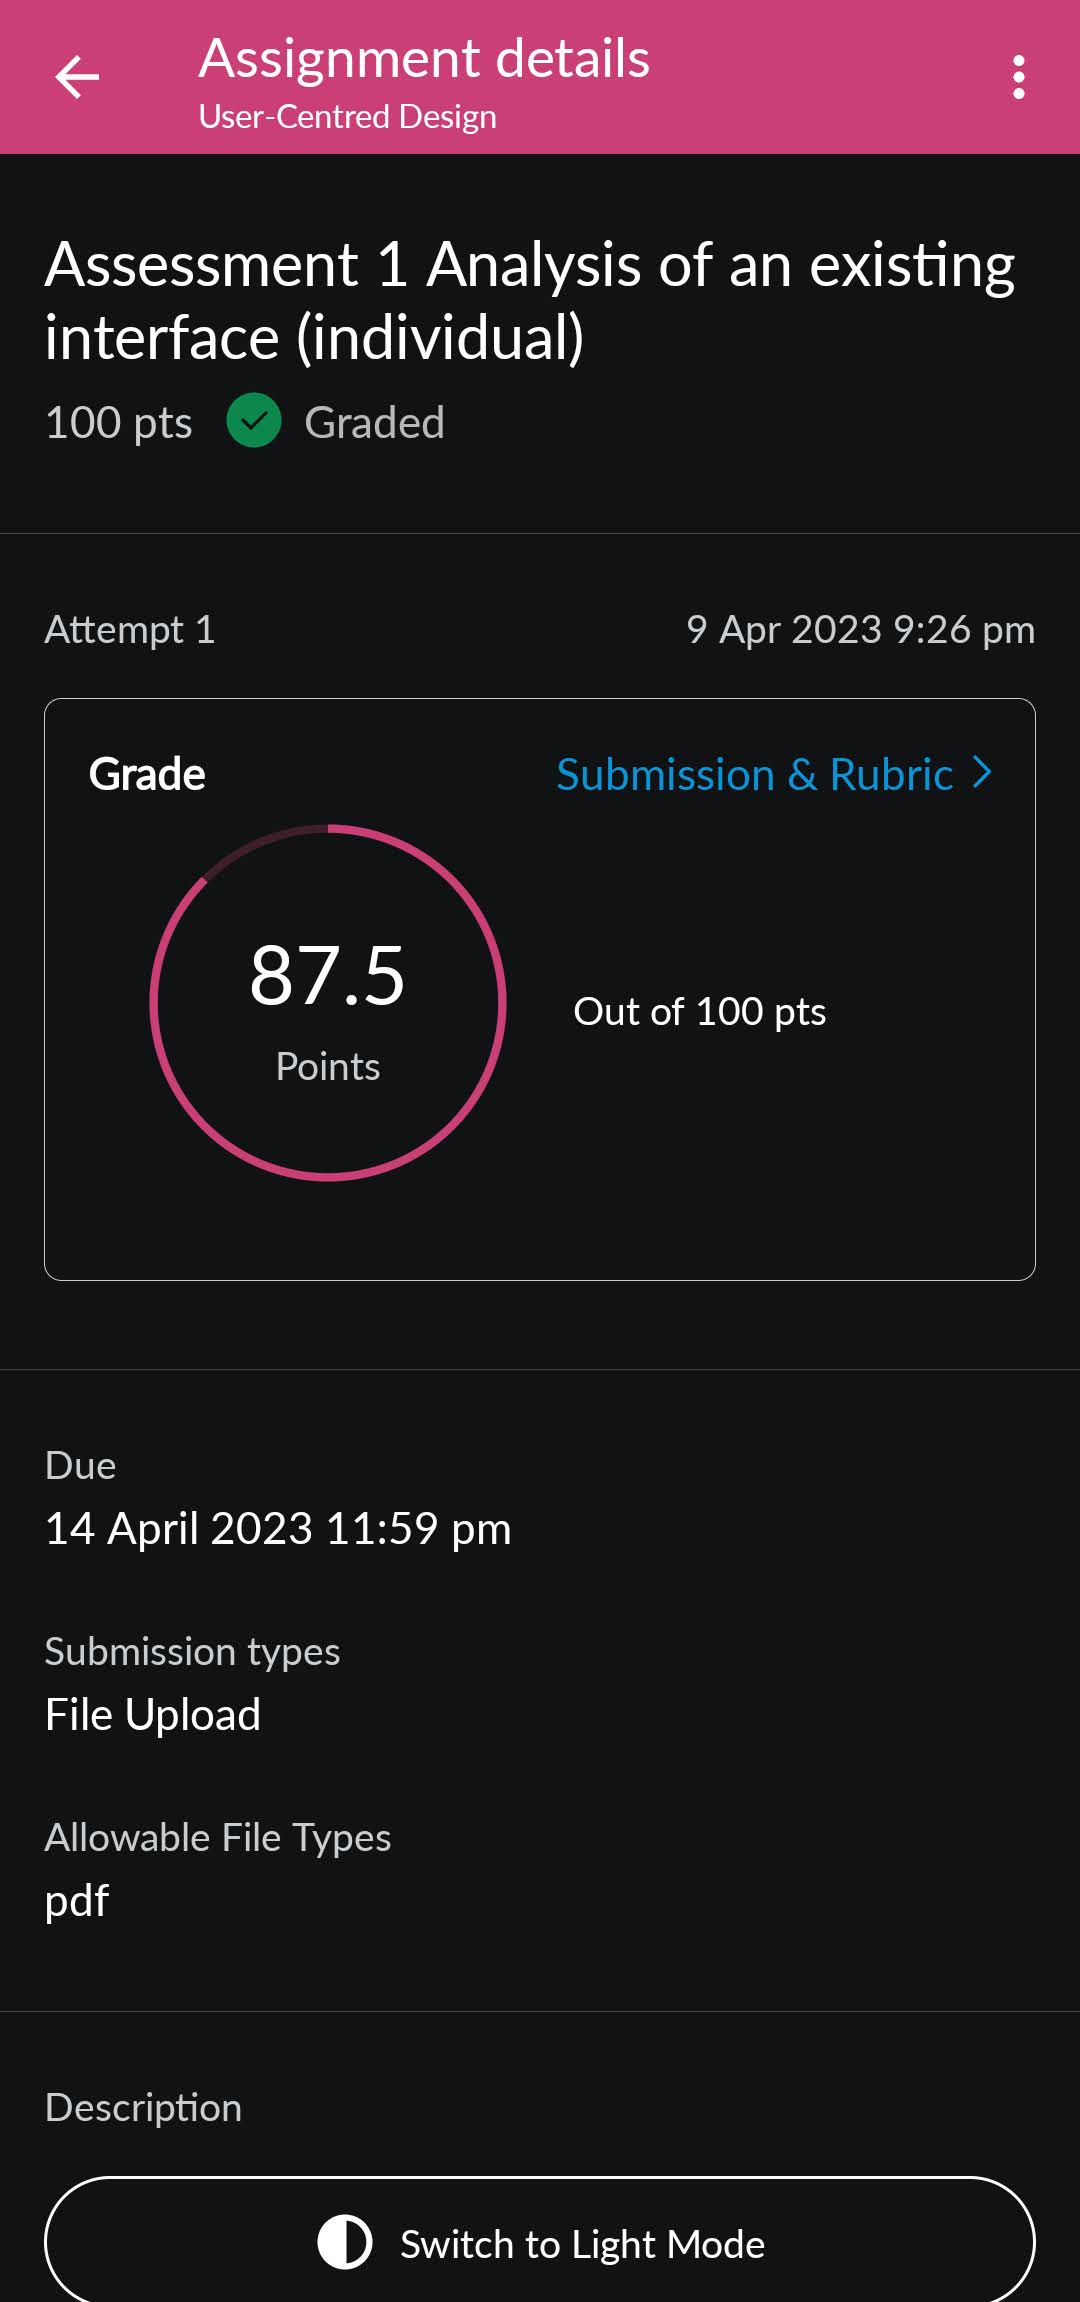 Assignment details
User-Centred Design
Assessment 1 Analysis of an existing
interface (individual)
100 pts Graded
Attempt 1 9 Apr 2023 9:26 pm
Grade Submission & Rubric
87.5
Points
Out of 100 pts
Due
14 April 2023 11:59 pm
Submission types
File Upload
Allowable File Types
pdf
Description
Switch to Light Mode